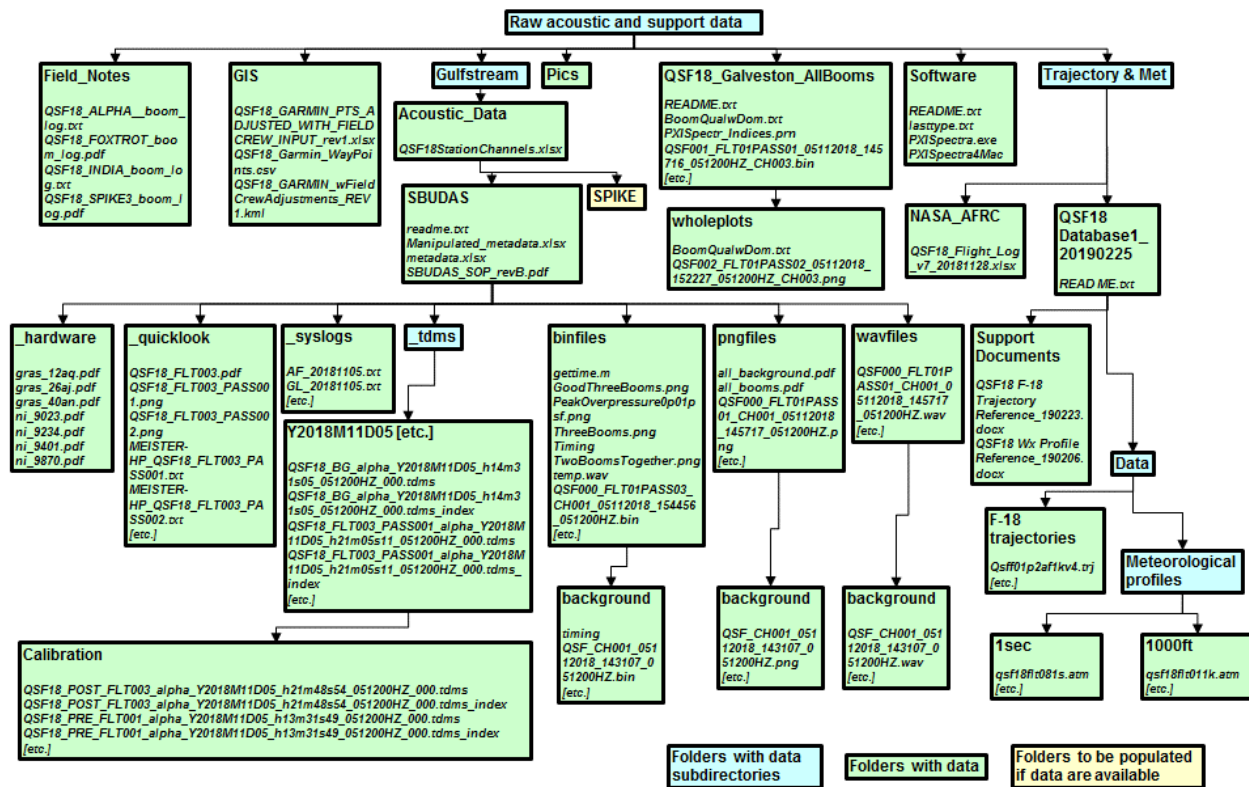 Raw acoustic and support data
Field_Notes
QSF18_ALPHA__boom_
log.txt
QSF18_FOXTROT_boo
m_log.pdf
QSF18_INDIA_boom_lo
g.txt
QSF18_SPIKE3_boom_l
og.pdf
GIS
QSF18_GARMIN_PTS_A
DJUSTED_WITH_FIELD
CREW_INPUT_rev1.xlsx
QSF18_Garmin_WayPoi
nts.csv
QSF18_GARMIN_wField
CrewAdjustments_REV
1.kml
Gulfstream
Acoustic_Data
QSF18StationChannels.xlsx
SBUDAS
readme.txt
Manipulated_metadata.xlsx
metadata.xlsx
SBUDAS_SOP_revB.pdf
SPIKE
Pics
QSF18_Galveston_AllBooms
README.txt
BoomQualwDom.txt
PXISpectr_Indices.prn
QSF001_FLT01PASS01_05112018_145
716_051200HZ_CH003.bin
[etc.]
wholeplots
BoomQualwDom.txt
QSF002_FLT01PASS02_05112018_
152227_051200HZ_CH003.png
Software
README.txt
lasttype.txt
PXISpectra.exe
PXISpectra4Mac
Trajectory & Met
NASA_AFRC
QSF18_Flight_Log
_v7_20181128.xlsx
QSF18
Database1_
20190225
READ ME.txt
_hardware
gras_12aq.pdf
gras_26aj.pdf
gras_40an.pdf
ni_9023.pdf
ni_9234.pdf
ni_9401.pdf
ni_9870.pdf
_quicklook
QSF18_FLT003.pdf
QSF18_FLT003_PASS00
1.png
QSF18_FLT003_PASS00
2.png
MEISTER-
HP_QSF18_FLT003_PA
SS001.txt
MEISTER-
HP_QSF18_FLT003_PA
SS002.txt
[etc.]
_syslogs
AF_20181105.txt
GL_20181105.txt
[etc.]
_tdms
Y2018M11D05 [etc.]
QSF18_BG_alpha_Y2018M11D05_h14m3
1s05_051200HZ_000.tdms
QSF18_BG_alpha_Y2018M11D05_h14m3
1s05_051200HZ_000.tdms_index
QSF18_FLT003_PASS001_alpha_Y2018M
11D05_h21m05s11_051200HZ_000.tdms
QSF18_FLT003_PASS001_alpha_Y2018M
11D05_h21m05s11_051200HZ_000.tdms_
index
[etc.]
Calibration
QSF18_POST_FLT003_alpha_Y2018M11D05_h21m48s54_051200HZ_000.tdms
QSF18_POST_FLT003_alpha_Y2018M11D05_h21m48s54_051200HZ_000.tdms_index
QSF18_PRE_FLT001_alpha_Y2018M11D05_h13m31s49_051200HZ_000.tdms
QSF18_PRE_FLT001_alpha_Y2018M11D05_h13m31s49_051200HZ_000.tdms_index
[etc.]
binfiles
gettime.m
GoodThreeBooms.png
PeakOverpressure0p01p
sf.png
ThreeBooms.png
Timing
TwoBoomsTogether.png
temp.wav
QSF000_FLT01PASS03_
CH001_05112018_154456
_051200HZ.bin
[etc.]
background
timing
QSF_CH001_051
12018_143107_0
51200HZ.bin
[etc.]
pngfiles
all_background.pdf
all_booms.pdf
QSF000_FLT01PASS
01_CH001_05112018
_145717_051200HZ.p
ng
[etc.]
background
QSF_CH001_0511
2018_143107_051
200HZ.png
[etc.]
wavfiles
QSF000_FLT01P
ASS01_CH001_0
5112018_145717
_051200HZ.wav
[etc.]
background
QSF_CH001_051
12018_143107_0
51200HZ.wav
[etc.]
Support
Documents
QSF18 F-18
Trajectory
Reference_190223.
docx
QSF18 Wx Profile
Reference_190206.
docx
Data
F-18
trajectories
Qsff01p2af1kv4.trj
[etc.]
Meteorological
profiles
1sec
qsf18flt081s.atm
[etc.]
1000ft
qsf18flt011k.atm
[etc.]
Folders with data
subdirectories
Folders with data
Folders to be populated
if data are available